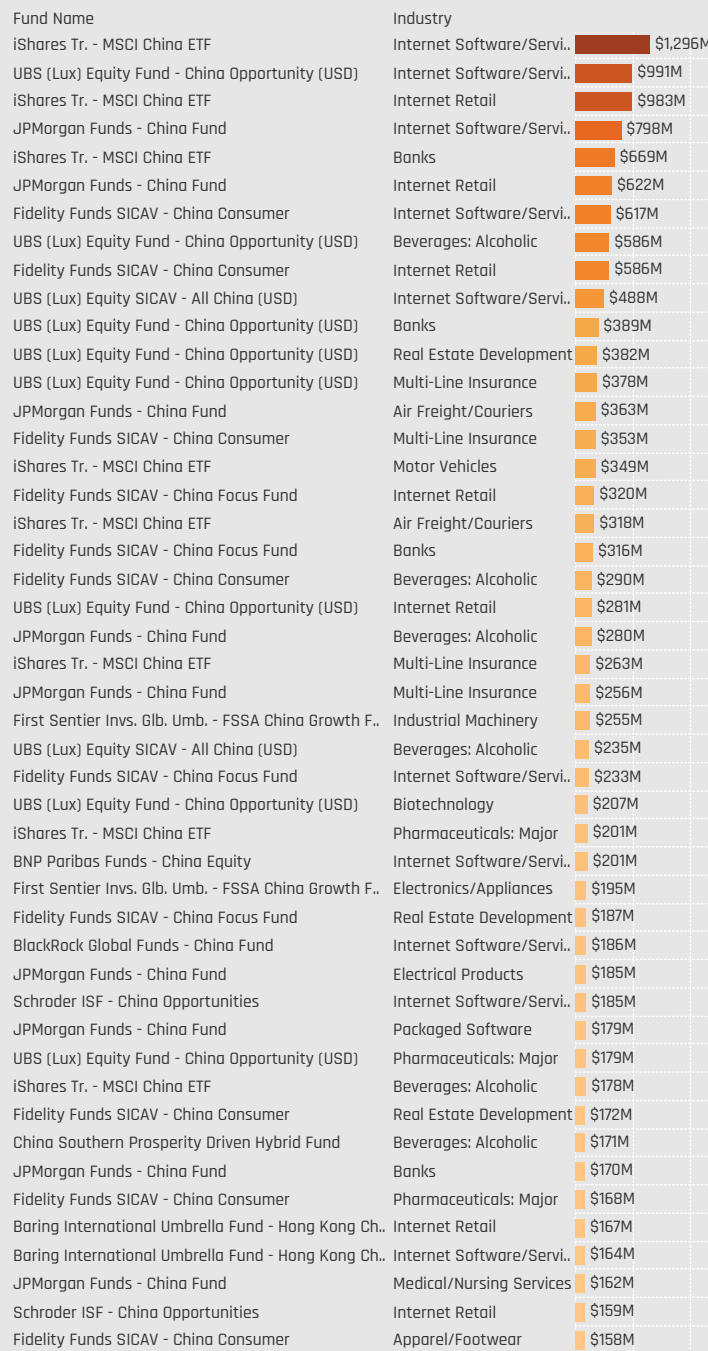 Fund Name Industry
iShares Tr. - MSCI China ETF Internet Software/Servi.. $1,296M
UBS (Lux) Equity Fund - China Opportunity (USD) Internet Software/Servi.. $991M
iShares Tr. - MSCI China ETF Internet Retail $983M
JPMorgan Funds - China Fund Internet Software/Servi.. $798M
iShares Tr. - MSCI China ETF Banks $669M
JPMorgan Funds - China Fund Internet Retail $622M
Fidelity Funds SICAV - China Consumer Internet Software/Servi.. $617M
UBS (Lux) Equity Fund - China Opportunity (USD) Beverages: Alcoholic $586M
Fidelity Funds SICAV - China Consumer Internet Retail $586M
UBS (Lux) Equity SICAV - All China (USD) Internet Software/Servi.. $488M
UBS (Lux) Equity Fund - China Opportunity (USD) Banks $389M
UBS (Lux) Equity Fund - China Opportunity (USD) Real Estate Development $382M
UBS (Lux) Equity Fund - China Opportunity (USD) Multi-Line Insurance $378M
JPMorgan Funds - China Fund Air Freight/Couriers $363M
Fidelity Funds SICAV - China Consumer Multi-Line Insurance $353M
iShares Tr. - MSCI China ETF Motor Vehicles $349M
Fidelity Funds SICAV - China Focus Fund Internet Retail $320M
iShares Tr. - MSCI China ETF Air Freight/Couriers $318M
Fidelity Funds SICAV - China Focus Fund Banks $316M
Fidelity Funds SICAV - China Consumer Beverages: Alcoholic $290M
UBS (Lux) Equity Fund - China Opportunity (USD) Internet Retail $281M
JPMorgan Funds - China Fund Beverages: Alcoholic $280M
iShares Tr. - MSCI China ETF Multi-Line Insurance $263M
JPMorgan Funds - China Fund Multi-Line Insurance $256M
First Sentier Invs. Glb. Umb. - FSSA China Growth F.. Industrial Machinery $255M
UBS (Lux) Equity SICAV - All China (USD) Beverages: Alcoholic $235M
Fidelity Funds SICAV - China Focus Fund Internet Software/Servi.. $233M
UBS (Lux) Equity Fund - China Opportunity (USD) Biotechnology $207M
iShares Tr. - MSCI China ETF Pharmaceuticals: Major $201M
BNP Paribas Funds - China Equity Internet Software/Servi.. $201M
First Sentier Invs. Glb. Umb. - FSSA China Growth F.. Electronics/Appliances $195M
Fidelity Funds SICAV - China Focus Fund Real Estate Development $187M
BlackRock Global Funds - China Fund Internet Software/Servi.. $186M
JPMorgan Funds - China Fund Electrical Products $185M
Schroder ISF - China Opportunities Internet Software/Servi.. $185M
JPMorgan Funds - China Fund Packaged Software $179M
UBS (Lux) Equity Fund - China Opportunity (USD) Pharmaceuticals: Major $179M
iShares Tr. - MSCI China ETF Beverages: Alcoholic $178M
Fidelity Funds SICAV - China Consumer Real Estate Development $172M
China Southern Prosperity Driven Hybrid Fund Beverages: Alcoholic $171M
JPMorgan Funds - China Fund Banks $170M
Fidelity Funds SICAV - China Consumer Pharmaceuticals: Major $168M
Baring International Umbrella Fund - Hong Kong Ch.. Internet Retail $167M
Baring International Umbrella Fund - Hong Kong Ch.. Internet Software/Servi.. $164M
JPMorgan Funds - China Fund Medical/Nursing Services $162M
Schroder ISF - China Opportunities Internet Retail $159M
Fidelity Funds SICAV - China Consumer Apparel/Footwear $158M